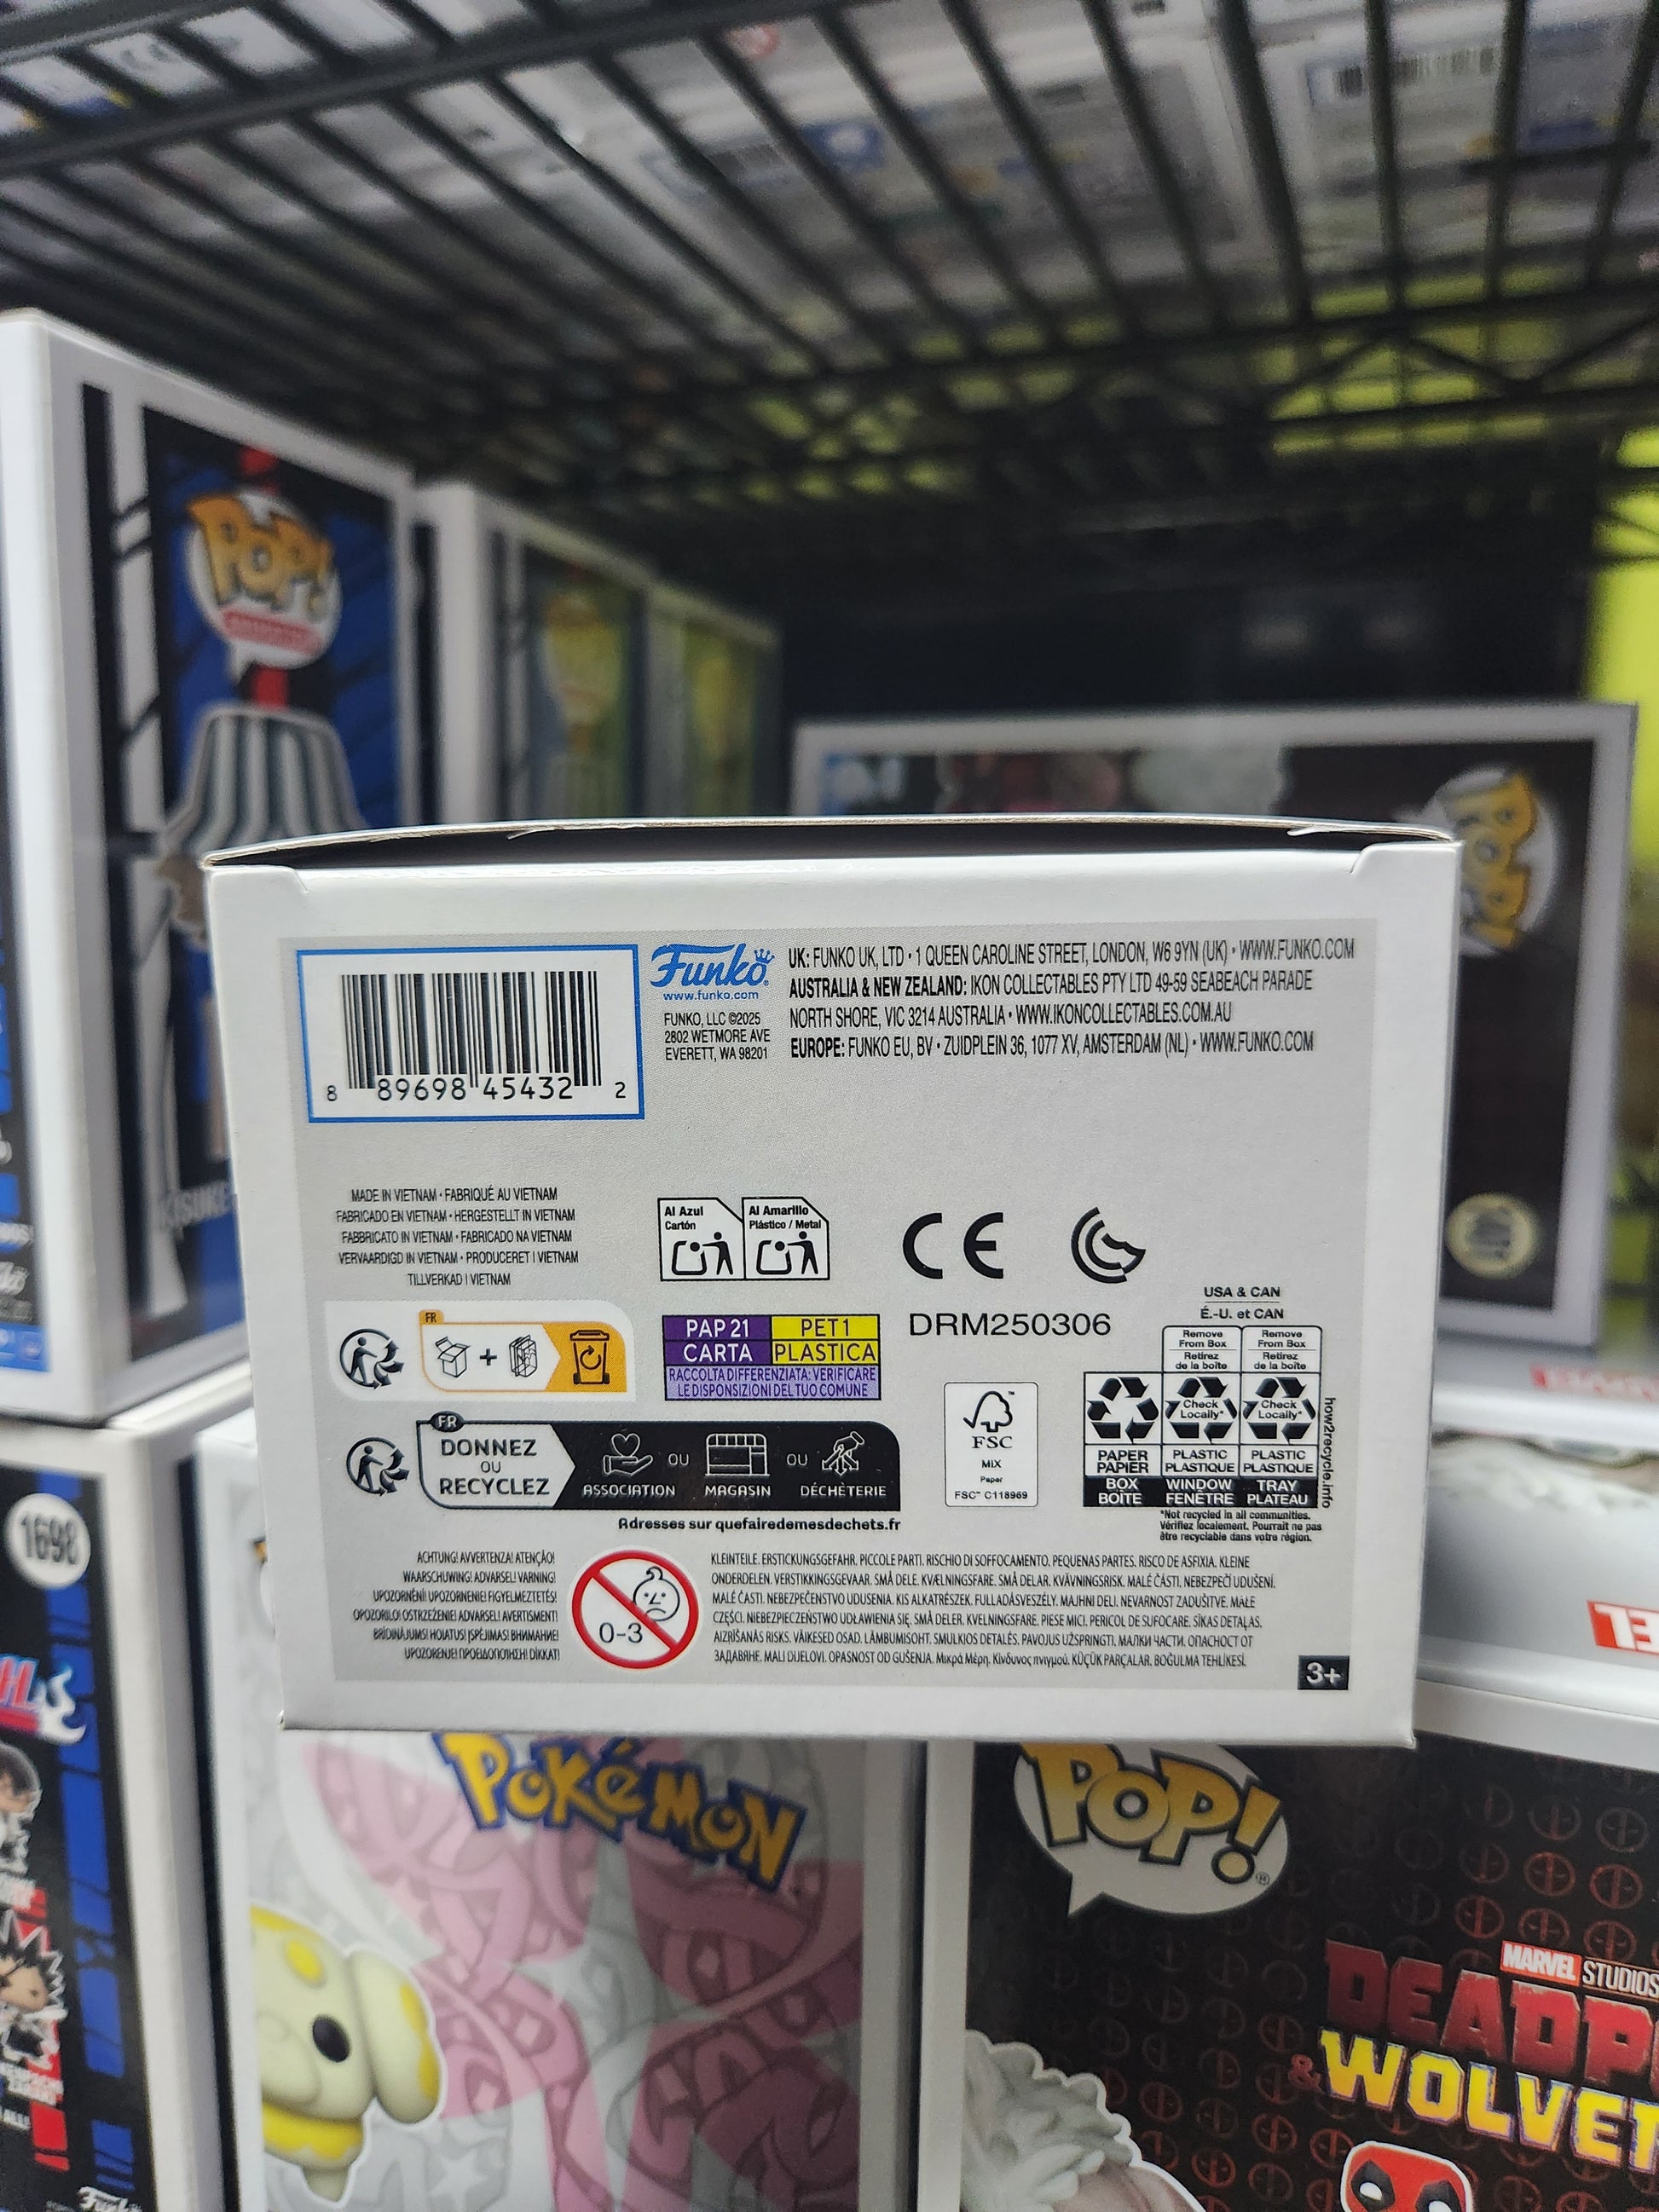 POP!
KISUKE
POP!
8 89698 45432 2
Funko
www.funko.com
FUNKO, LLC ©2025
2802 WETMORE AVE
EVERETT, WA 98201
UK: FUNKO UK, LTD • 1 QUEEN CAROLINE STREET, LONDON, W6 9YN (UK) • WWW.FUNKO.COM
AUSTRALIA & NEW ZEALAND: IKON COLLECTABLES PTY LTD 49-59 SEABEACH PARADE
NORTH SHORE, VIC 3214 AUSTRALIA • WWW.IKONCOLLECTABLES.COM.AU
EUROPE: FUNKO EU, BV • ZUIDPLEIN 36, 1077 XV, AMSTERDAM (NL) • WWW.FUNKO.COM
MADE IN VIETNAM • FABRIQUÉ AU VIETNAM
FABRICADO EN VIETNAM • HERGESTELLT IN VIETNAM
FABBRICATO IN VIETNAM • FABRICADO NA VIETNAM
VERVAARDIGD IN VIETNAM • PRODUCERET I VIETNAM
TILLVERKAD I VIETNAM
Al Azul
Cartón
Al Amarillo
Plástico / Metal
CE
FR
+
PAP 21
CARTA
PET 1
PLASTICA
RACCOLTA DIFFERENZIATA: VERIFICARE
LE DISPOSIZIONI DEL TUO COMUNE
DRM250306
FSC™
MIX
Paper
FSC™ C118969
USA & CAN
É.-U. et CAN
Remove
From Box
Retirez
de la boîte
Remove
From Box
Retirez
de la boîte
Check
Locally*
Check
Locally*
PAPER
PAPIER
PLASTIC
PLASTIQUE
PLASTIC
PLASTIQUE
BOX
BOÎTE
WINDOW
FENÊTRE
TRAY
PLATEAU
how2recycle.info
*Not recycled in all communities.
Vérifiez localement. Pourrait ne pas
être recyclable dans votre région.
FR
DONNEZ
OU
RECYCLEZ
ASSOCIATION
OU
MAGASIN
OU
DÉCHÈTERIE
Adresses sur quefairedemesdechets.fr
ACHTUNG! AVVERTENZA! ATENÇÃO!
WAARSCHUWING! ADVARSEL! VARNING!
UPOZORNĚNÍ! UPOZORNENIE! FIGYELMEZTETÉS!
OPOZORILO! OSTRZEŻENIE! ADVARSEL! AVERTISMENT!
BRĪDINĀJUMS! HOIATUS! ĮSPĖJIMAS! ВНИМАНИЕ!
UPOZORENJE! ΠΡΟΕΙΔΟΠΟΙΗΣΗ! DİKKAT!
0-3
KLEINTEILE. ERSTICKUNGSGEFAHR. PICCOLE PARTI. RISCHIO DI SOFFOCAMENTO. PEQUENAS PARTES. RISCO DE ASFIXIA. KLEINE
ONDERDELEN. VERSTIKKINGSGEVAAR. SMÅ DELE. KVÆLNINGSFARE. SMÅ DELAR. KVÄVNINGSRISK. MALÉ ČÁSTI. NEBEZPEČÍ UDUŠENÍ.
MALÉ ČASTI. NEBEZPEČENSTVO UDUSENIA. KIS ALKATRÉSZEK. FULLADÁSVESZÉLY. MAJHNI DELI. NEVARNOST ZADUŠITVE. MAŁE
CZĘŚCI. NIEBEZPIECZEŃSTWO UDŁAWIENIA SIĘ. SMÅ DELER. KVELNINGSFARE. PIESE MICI. PERICOL DE SUFOCARE. SĪKAS DETAĻAS.
AIZRĪŠANĀS RISKS. VÄIKESED OSAD. LÄMBUMISOHT. SMULKIOS DETALĖS. PAVOJUS UŽSPRINGTI. МАЛКИ ЧАСТИ. ОПАСНОСТ ОТ
ЗАДАВЯНЕ. MALI DIJELOVI. OPASNOST OD GUŠENJA. Μικρά Μέρη. Κίνδυνος πνιγμού. KÜÇÜK PARÇALAR. BOĞULMA TEHLİKESİ.
3+
1698
Pokémon
POP!
MARVEL STUDIOS
Funko